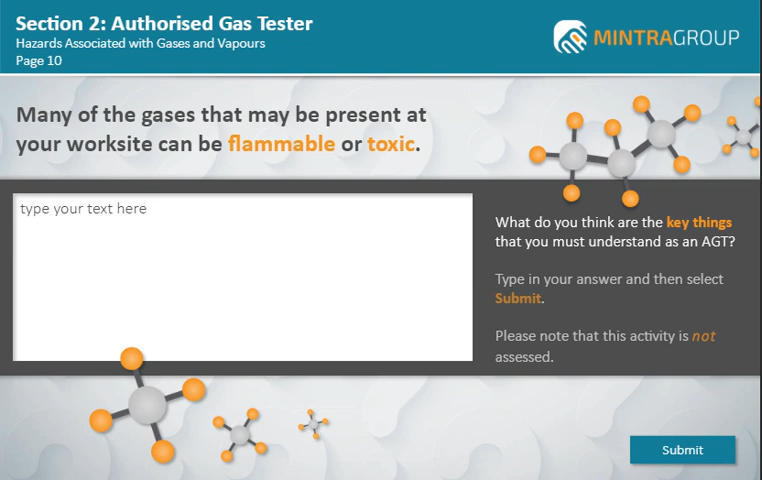 Section 2: Authorised Gas Tester
Hazards Associated with Gases and Vapours
Page 10
MINTRAGROUP
Many of the gases that may be present at
your worksite can be flammable or toxic.
type your text here
What do you think are the key things
that you must understand as an AGT?
Type in your answer and then select
Submit.
Please note that this activity is not
assessed.
Submit